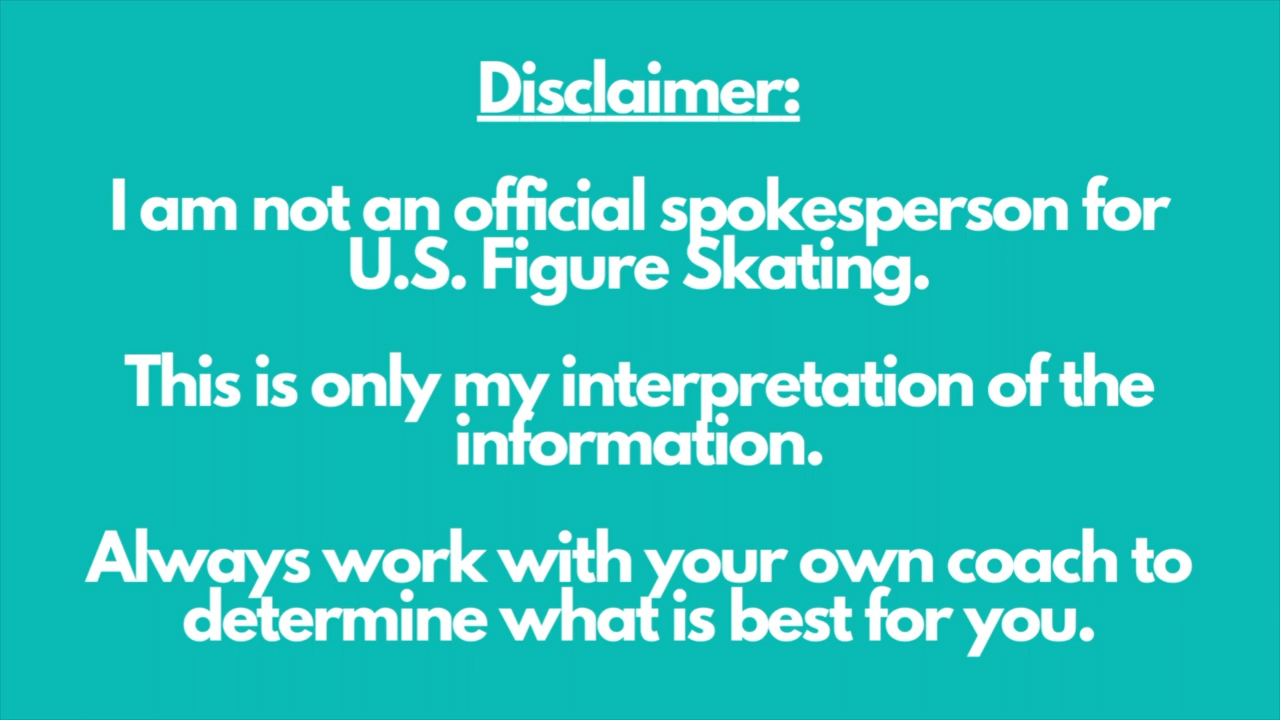 Disclaimer:
I am not an official spokesperson for
U.S. Figure Skating.
This is only my interpretation of the
information.
Always work with your own coach to
determine what is best for you.